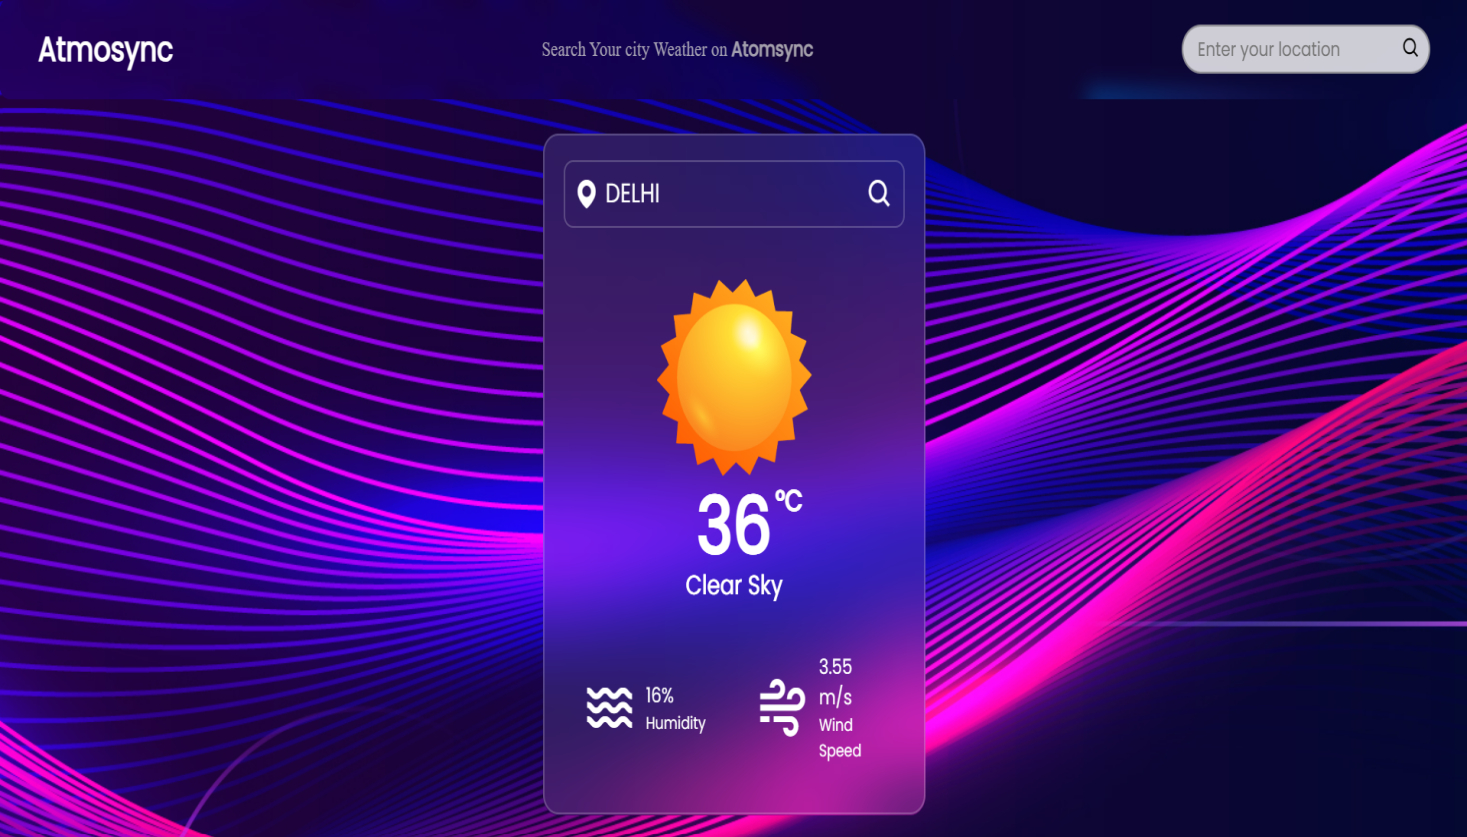 Atmosync
Search Your city Weather on Atomsync
Enter your location
DELHI
36 °C
Clear Sky
16%
Humidity
3.55
m/s
Wind
Speed